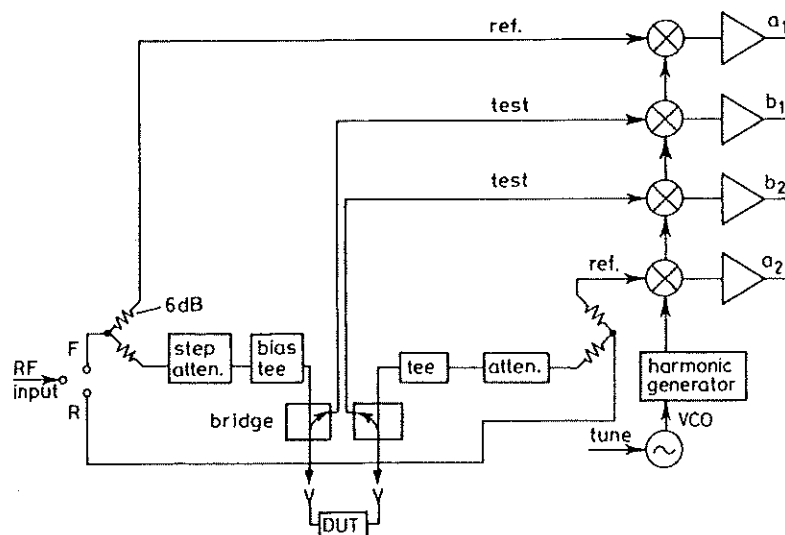 ref.
a1
test
b1
test
b2
ref.
a2
6dB
F
step
atten.
bias
tee
tee
atten.
harmonic
generator
RF
input
R
bridge
VCO
tune
DUT